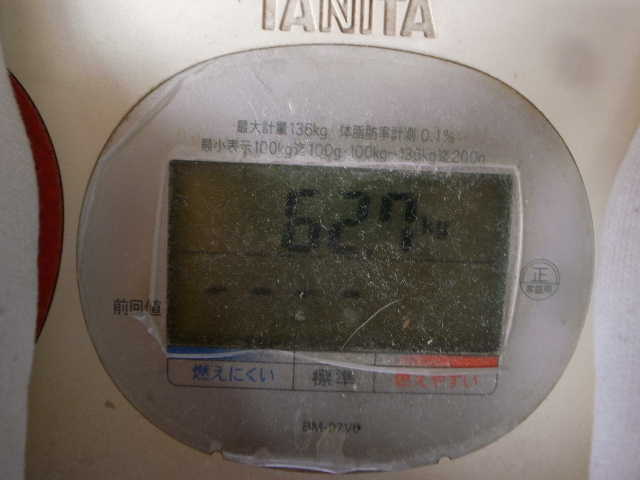 TANITA
最大計量136kg 体脂肪率計測 0.1%
最小表示100kg迄100g・100kg〜136kg迄200g
62.7kg
- - - -
前回値
正
家庭用
燃えにくい 標準 燃えやすい